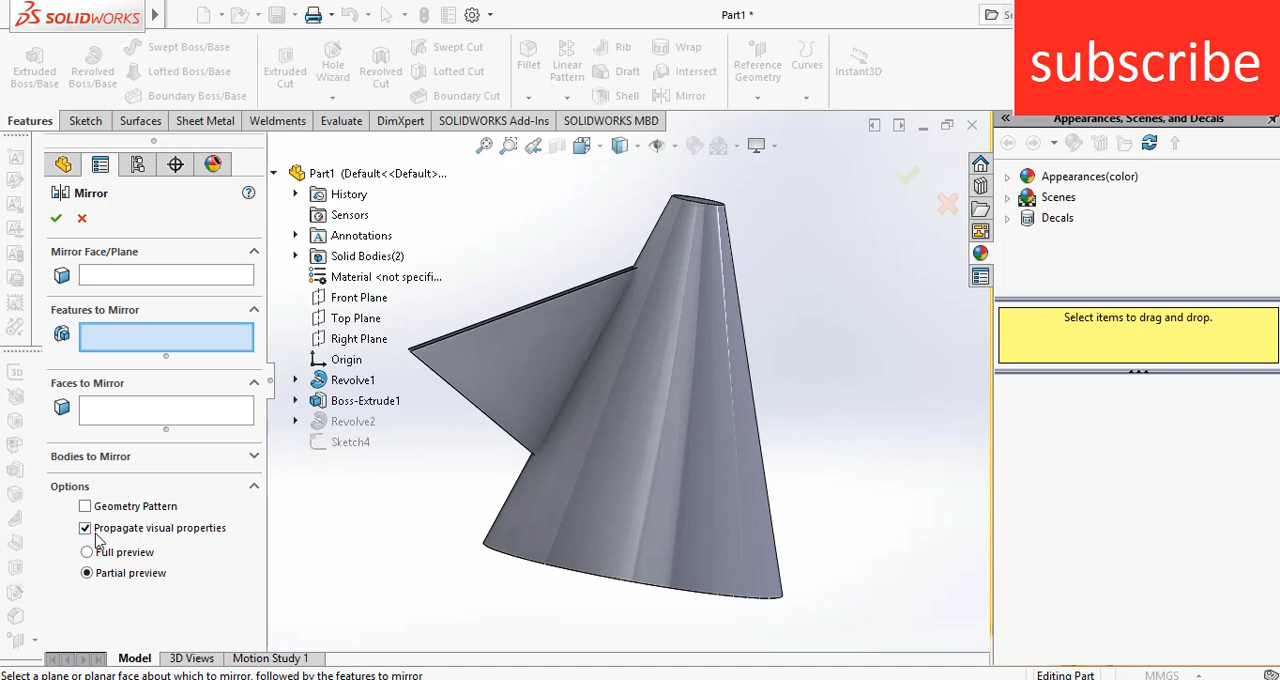 SOLIDWORKS
Part1 *
subscribe
Extruded Boss/Base
Revolved Boss/Base
Swept Boss/Base
Lofted Boss/Base
Boundary Boss/Base
Extruded Cut
Hole Wizard
Revolved Cut
Swept Cut
Lofted Cut
Boundary Cut
Fillet
Linear Pattern
Rib
Draft
Shell
Wrap
Intersect
Mirror
Reference Geometry
Curves
Instant3D
Features
Sketch
Surfaces
Sheet Metal
Weldments
Evaluate
DimXpert
SOLIDWORKS Add-Ins
SOLIDWORKS MBD
Mirror
Mirror Face/Plane
Features to Mirror
Faces to Mirror
Bodies to Mirror
Options
Geometry Pattern
Propagate visual properties
Full preview
Partial preview
Part1 (Default<<Default>...
History
Sensors
Annotations
Solid Bodies(2)
Material <not specifi...
Front Plane
Top Plane
Right Plane
Origin
Revolve1
Boss-Extrude1
Revolve2
Sketch4
Appearances, Scenes, and Decals
Appearances(color)
Scenes
Decals
Select items to drag and drop.
Model
3D Views
Motion Study 1
Select a plane or planar face about which to mirror, followed by the features to mirror
Editing Part
MMGS